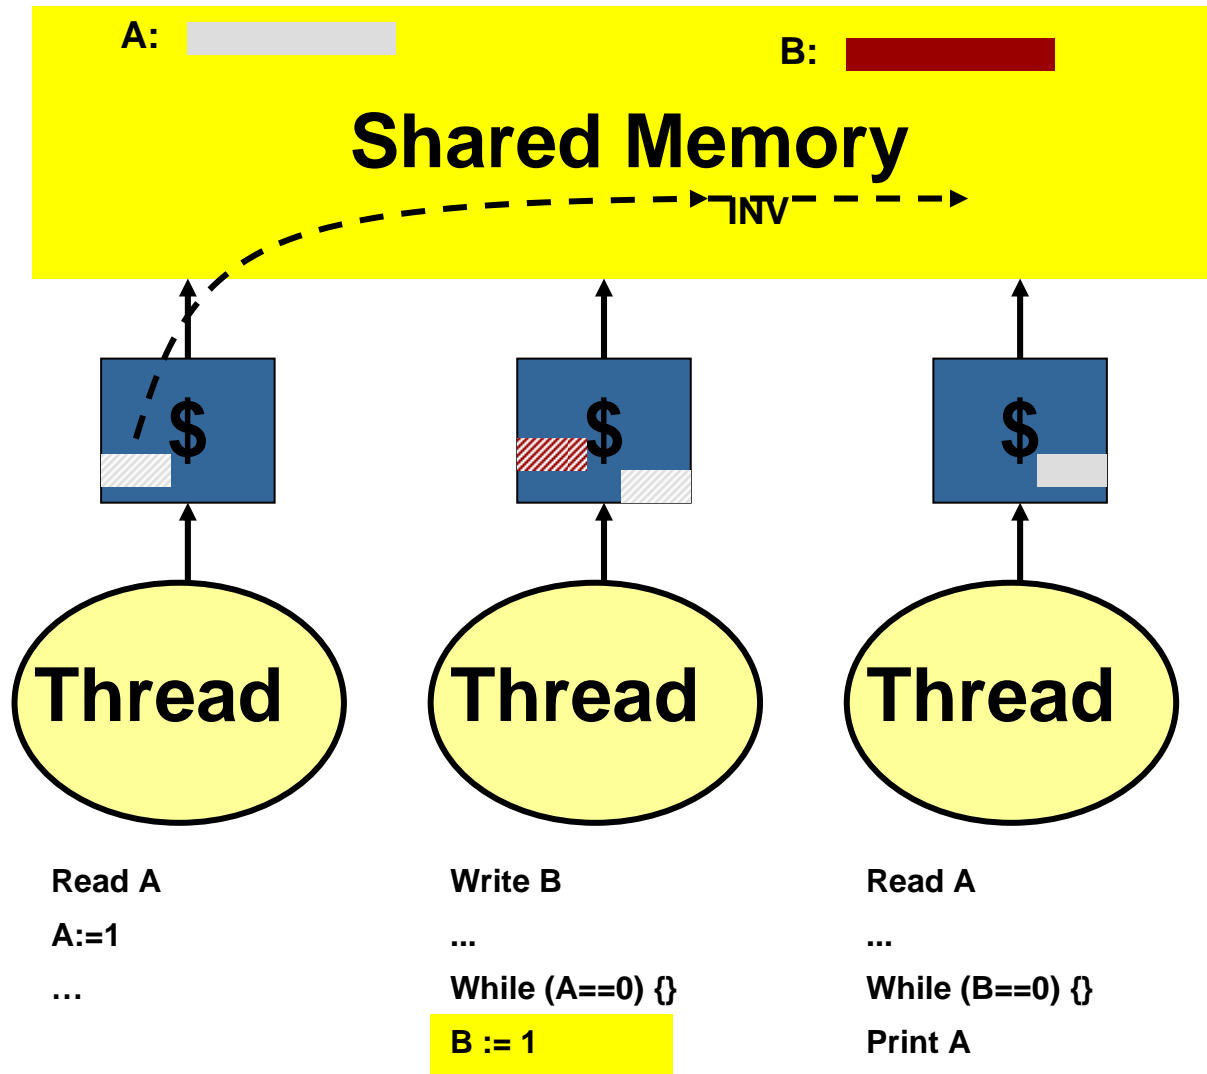 A:
B:
Shared Memory
INV
$ $ $
Thread Thread Thread
Read A
A:=1
…
Write B
...
While (A==0) {}
B := 1
Read A
...
While (B==0) {}
Print A